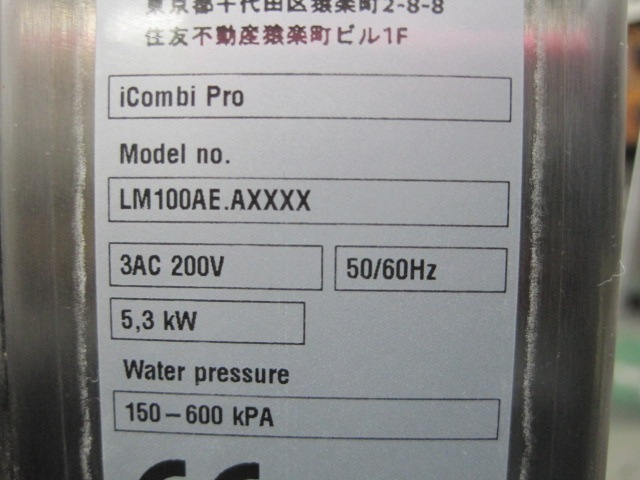 東京都千代田区猿楽町2-8-8
住友不動産猿楽町ビル1F
iCombi Pro
Model no.
LM100AE.AXXXX
3AC 200V 50/60Hz
5,3 kW
Water pressure
150–600 kPA
CE